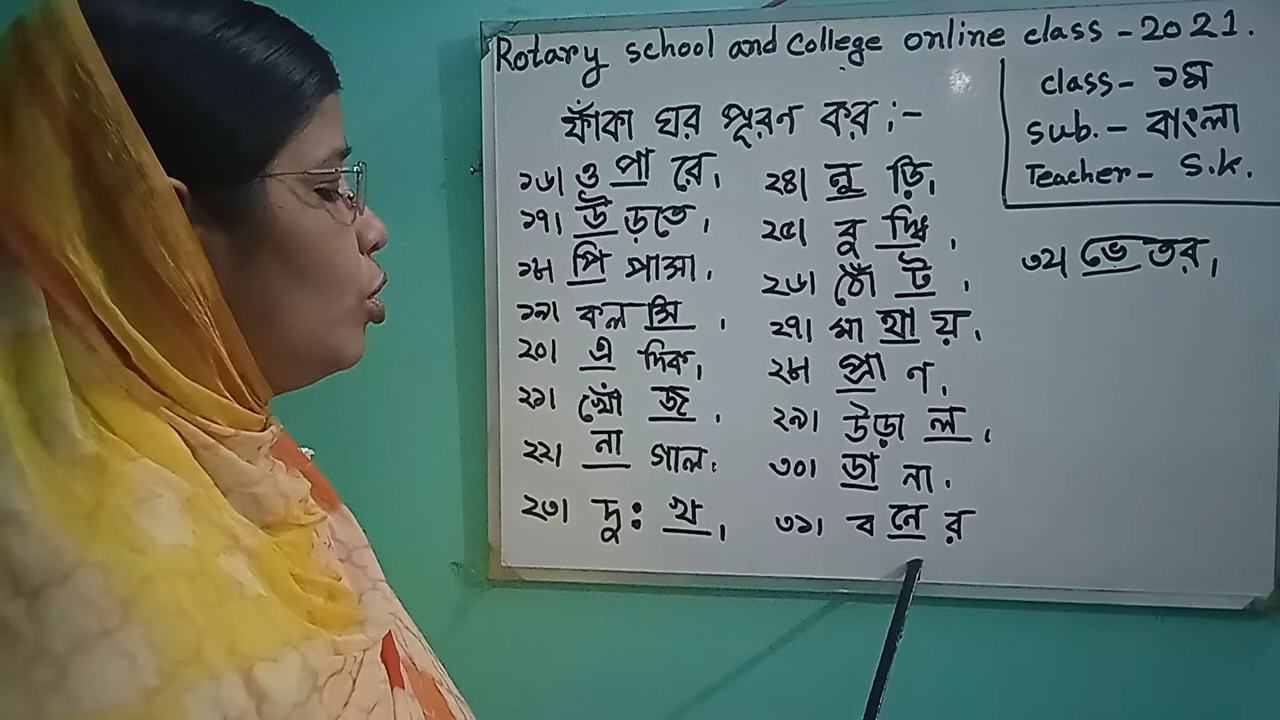 Rotary school and College online class - 2021.
class- ১ম
sub.- বাংলা
Teacher- S.K.
ফাঁকা ঘর পূরণ কর :-
১৬। ও পা রে,
১৭। উ ড়তে,
১৮। পি পাসা,
১৯। কল সি ,
২০। এ দিক,
২১। খোঁ জ ,
২২। না গাল,
২৩। দু: খ ,
২৪। নু ড়ি,
২৫। বু দ্ধি ,
২৬। ঠোঁ ট ,
২৭। মা থা য়,
২৮। প্রা ণ,
২৯। উড়া ল ,
৩০। ডা না,
৩১। ব নে র
৩২। ভে তর,